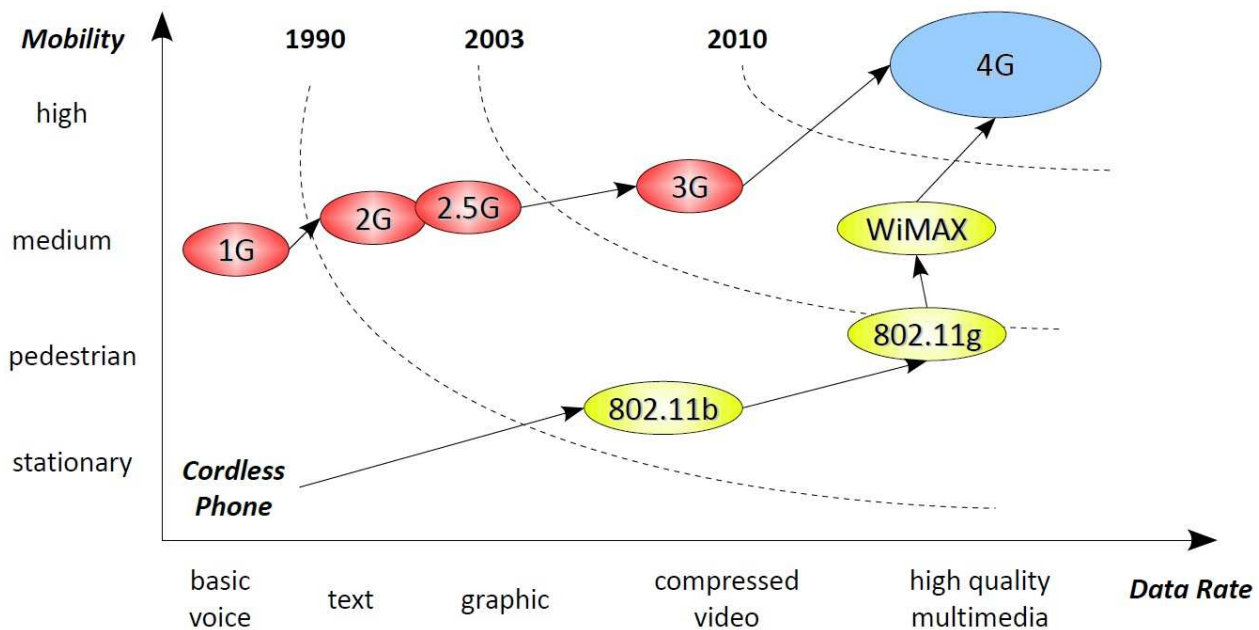 Mobility
1990
2003
2010
4G
high
3G
2G
2.5G
medium
1G
WiMAX
802.11g
pedestrian
802.11b
stationary
Cordless
Phone
basic
voice
text
graphic
compressed
video
high quality
multimedia
Data Rate